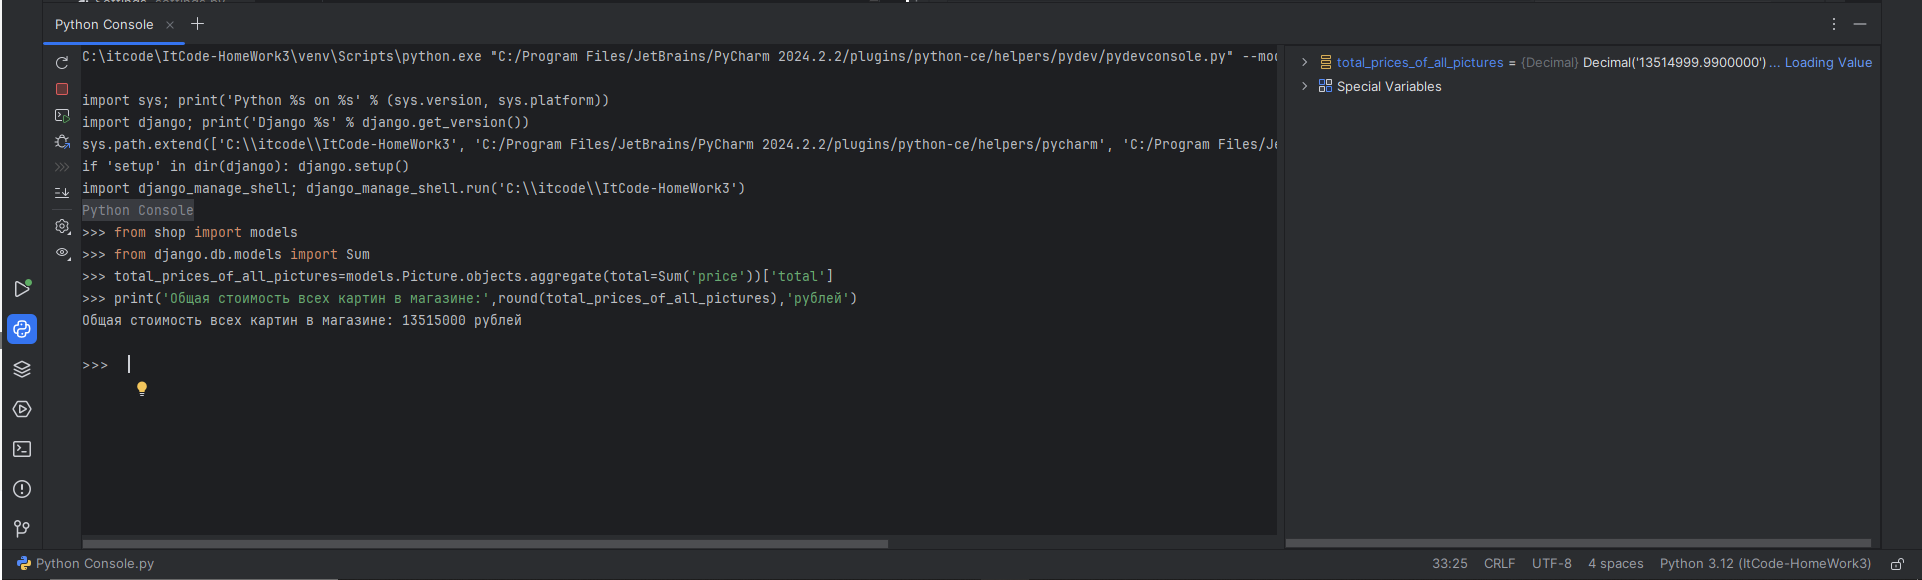 Python Console
C:\itcode\ItCode-HomeWork3\venv\Scripts\python.exe "C:/Program Files/JetBrains/PyCharm 2024.2.2/plugins/python-ce/helpers/pydev/pydevconsole.py" --mod
import sys; print('Python %s on %s' % (sys.version, sys.platform))
import django; print('Django %s' % django.get_version())
sys.path.extend(['C:\\itcode\\ItCode-HomeWork3', 'C:/Program Files/JetBrains/PyCharm 2024.2.2/plugins/python-ce/helpers/pycharm', 'C:/Program Files/Je
if 'setup' in dir(django): django.setup()
import django_manage_shell; django_manage_shell.run('C:\\itcode\\ItCode-HomeWork3')
Python Console
>>> from shop import models
>>> from django.db.models import Sum
>>> total_prices_of_all_pictures=models.Picture.objects.aggregate(total=Sum('price'))['total']
>>> print('Общая стоимость всех картин в магазине:',round(total_prices_of_all_pictures),'рублей')
Общая стоимость всех картин в магазине: 13515000 рублей
>>>
total_prices_of_all_pictures = {Decimal} Decimal('13514999.9900000')... Loading Value
Special Variables
Python Console.py
33:25 CRLF UTF-8 4 spaces Python 3.12 (ItCode-HomeWork3)